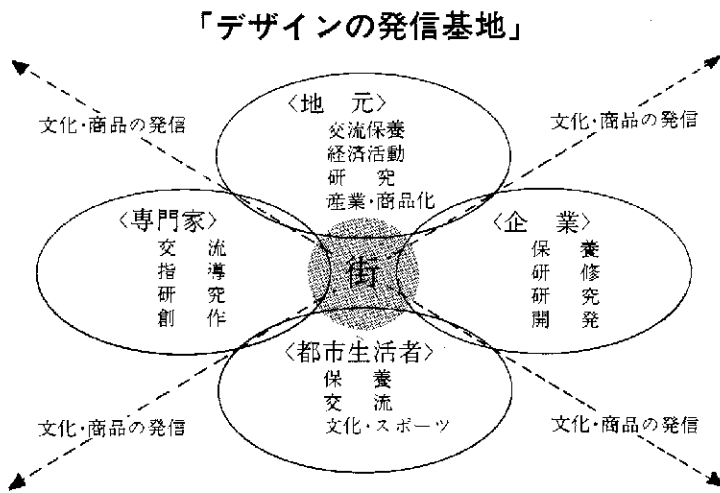 「デザインの発信基地」
文化・商品の発信
文化・商品の発信
〈地　元〉
交流保養
経済活動
研　究
産業・商品化
〈専門家〉
交　流
指　導
研　究
創　作
街
〈企　業〉
保　養
研　修
研　究
開　発
〈都市生活者〉
保　養
交　流
文化・スポーツ
文化・商品の発信
文化・商品の発信